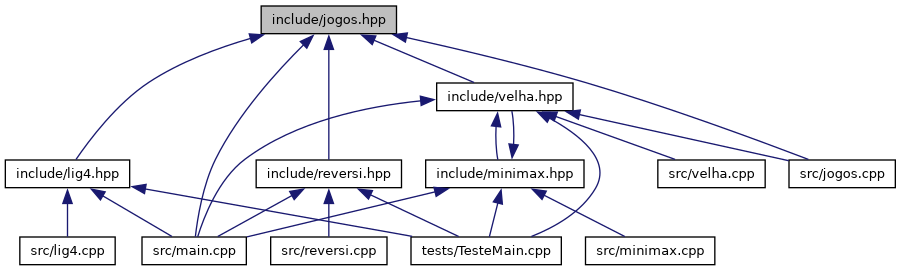 include/jogos.hpp
include/velha.hpp
include/lig4.hpp
include/reversi.hpp
include/minimax.hpp
src/velha.cpp
src/jogos.cpp
src/lig4.cpp
src/main.cpp
src/reversi.cpp
tests/TesteMain.cpp
src/minimax.cpp